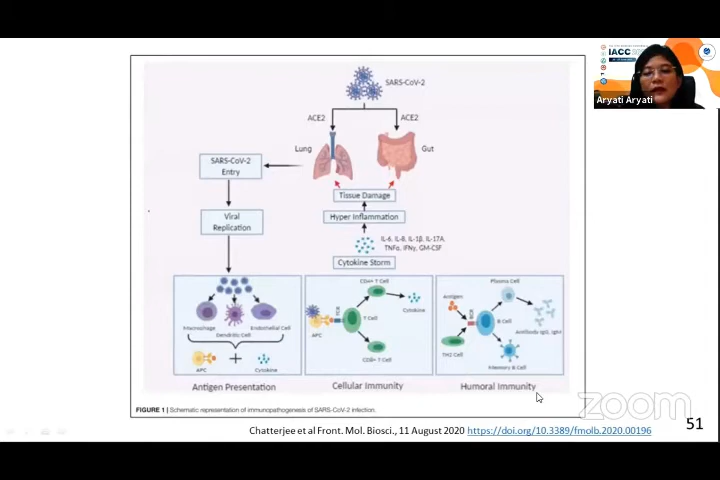 SARS-CoV-2
ACE2
ACE2
Lung
Gut
SARS-CoV-2
Entry
Tissue Damage
Viral
Replication
Hyper Inflammation
IL-6, IL-8, IL-1β, IL-17A,
TNFα, IFNγ, GM-CSF
Cytokine Storm
Macrophage
Dendritic Cell
Endothelial Cell
APC
+
Cytokine
Antigen Presentation
CD4+ T Cell
Cytokine
TCR
APC
T Cell
CD8+ T Cell
Cellular Immunity
Plasma Cell
Antigen
BCR
B Cell
Antibody IgG, IgM
TH2 Cell
Memory B Cell
Humoral Immunity
FIGURE 1 | Schematic representation of immunopathogenesis of SARS-CoV-2 infection.
Chatterjee et al Front. Mol. Biosci., 11 August 2020 https://doi.org/10.3389/fmolb.2020.00196
51
zoom
IACC
Aryati Aryati